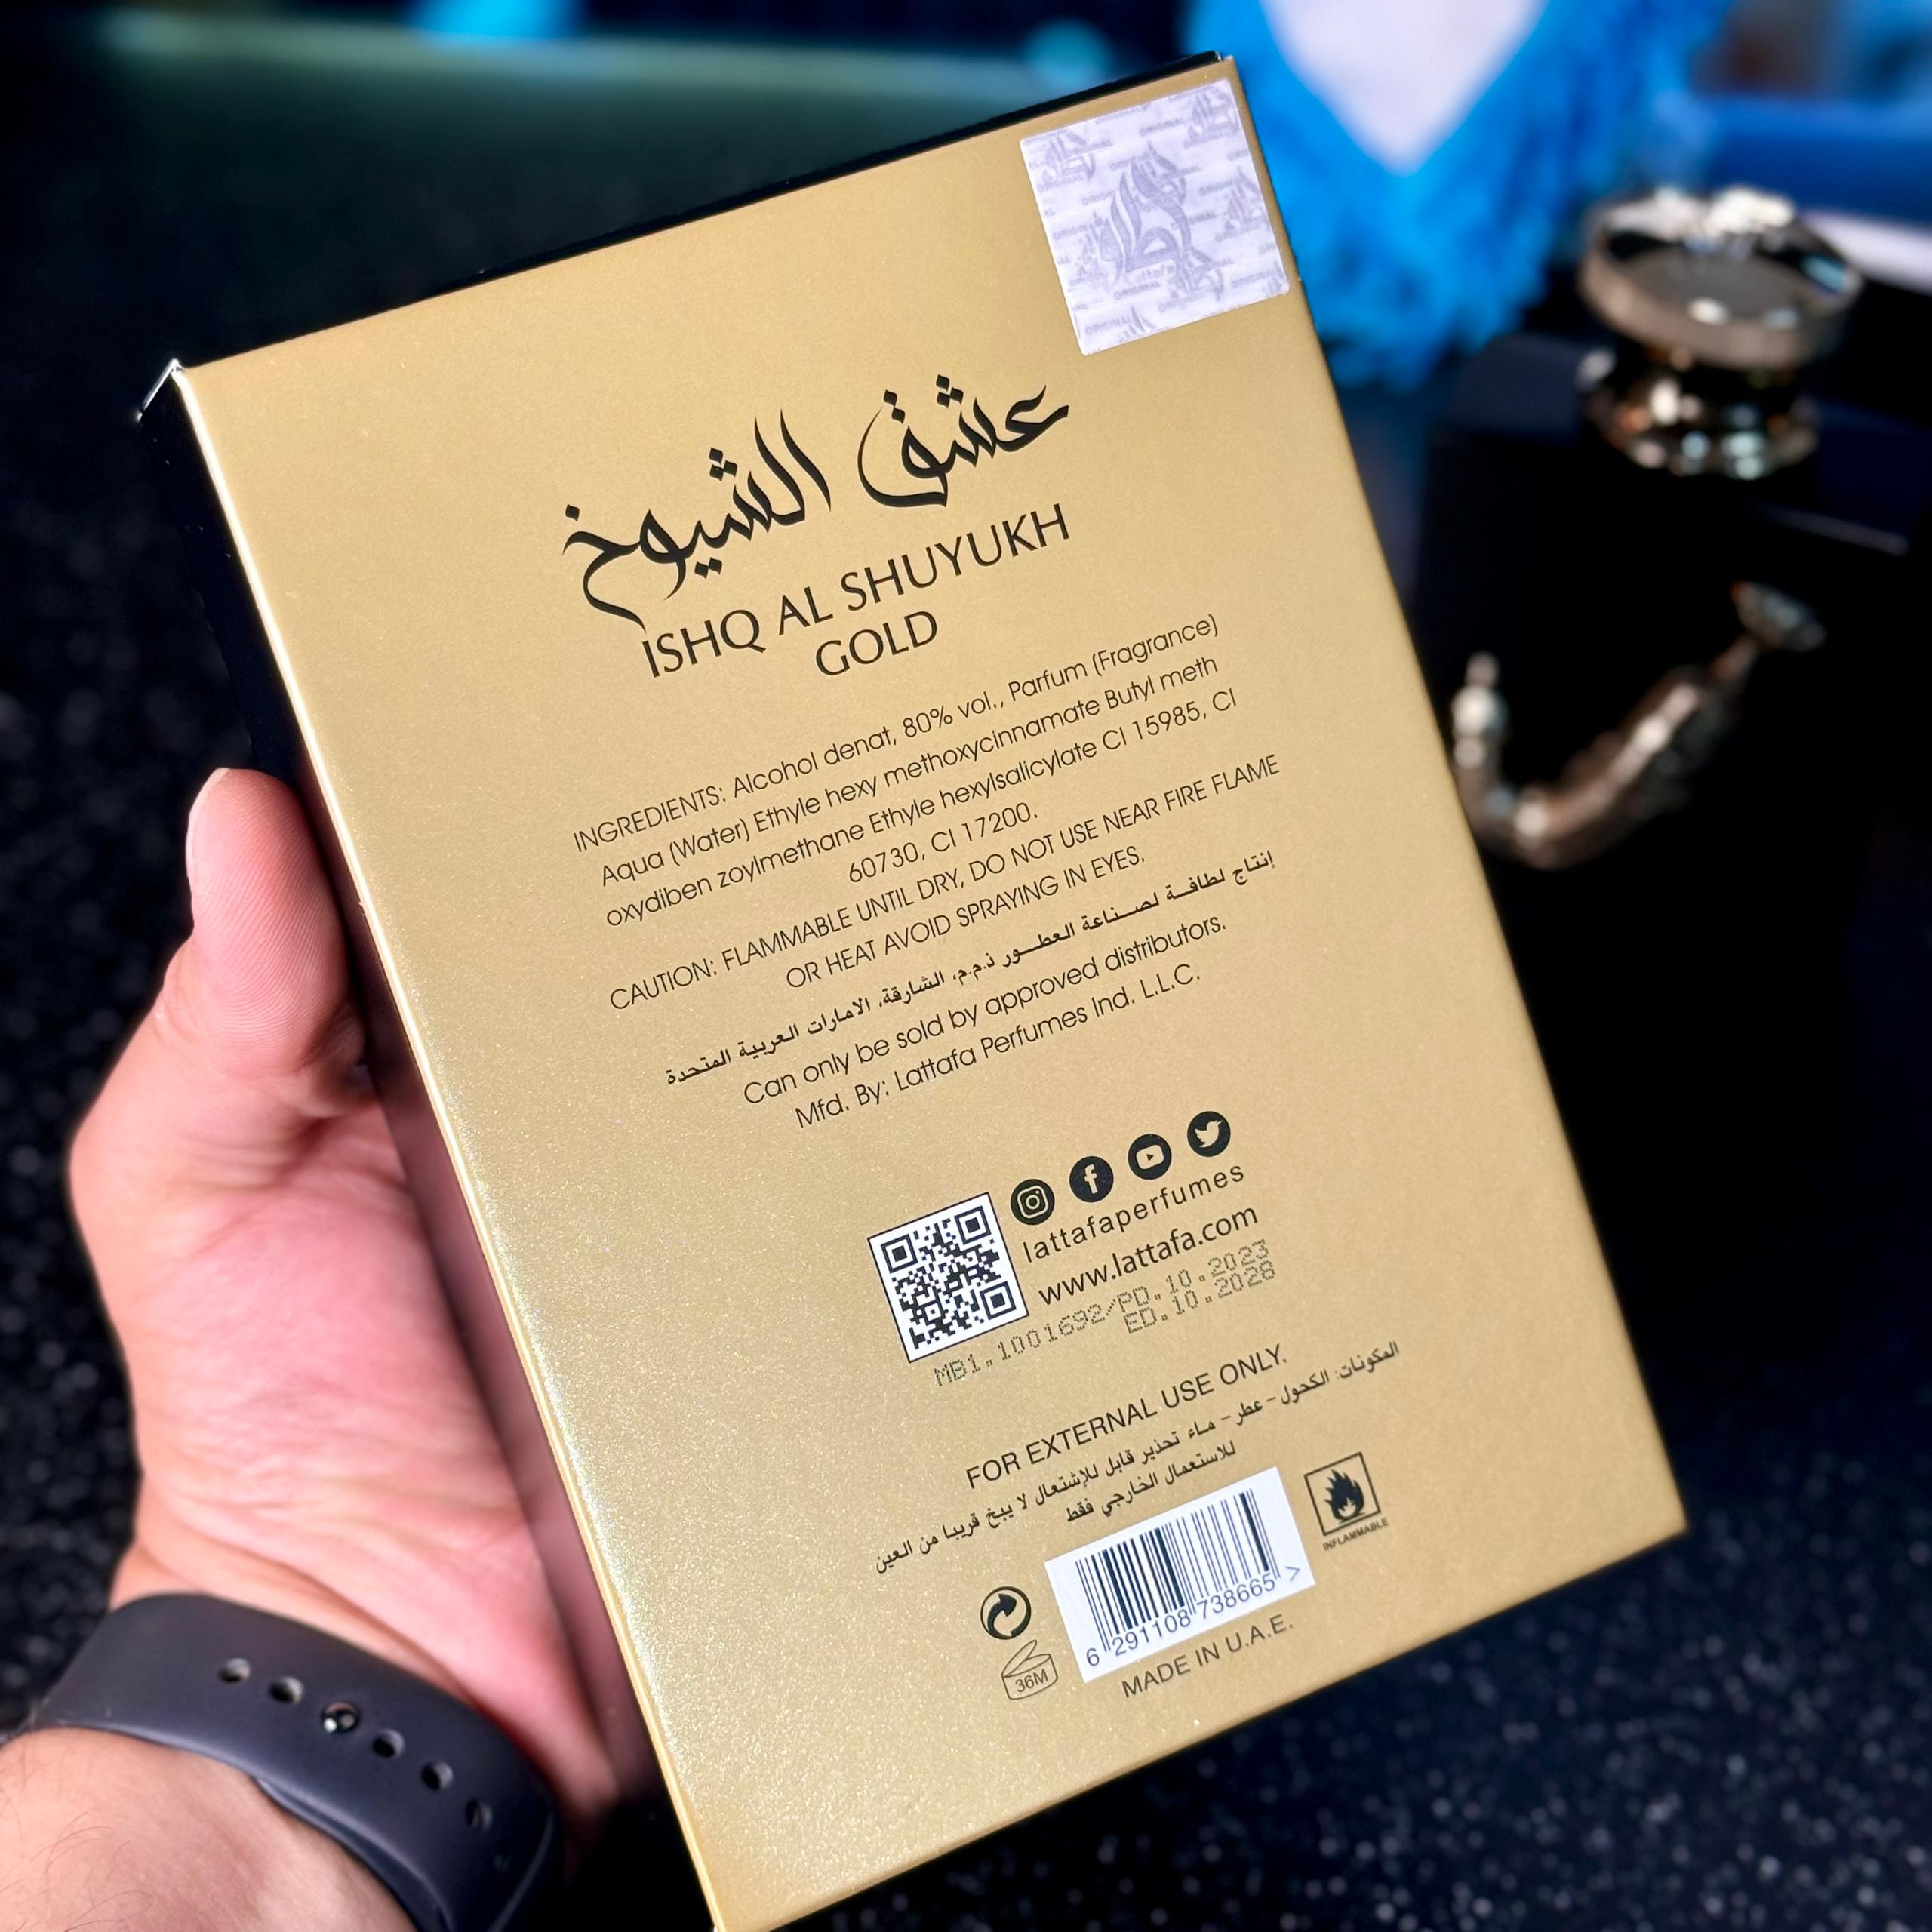 ORIGINAL
عشق الشيوخ
ISHQ AL SHUYUKH
GOLD
INGREDIENTS: Alcohol denat, 80% vol., Parfum (Fragrance)
Aqua (Water) Ethyle hexy methoxycinnamate Butyl meth
oxydiben zoylmethane Ethyle hexylsalicylate CI 15985, CI
60730, CI 17200.
CAUTION: FLAMMABLE UNTIL DRY, DO NOT USE NEAR FIRE FLAME
OR HEAT AVOID SPRAYING IN EYES.
إنتاج لطافة لصناعة العطور ذ.م.م، الشارقة، الامارات العربية المتحدة
Can only be sold by approved distributors.
Mfd. By: Lattafa Perfumes Ind. L.L.C.
lattafaperfumes
www.lattafa.com
MB1.1001692/PD.10.2023
ED.10.2028
FOR EXTERNAL USE ONLY.
المكونات: الكحول - عطر - ماء تحذير قابل للإشتعال لا يبخ قريبا من العين
للاستعمال الخارجي فقط
INFLAMMABLE
6 291108 738665 >
36M
MADE IN U.A.E.